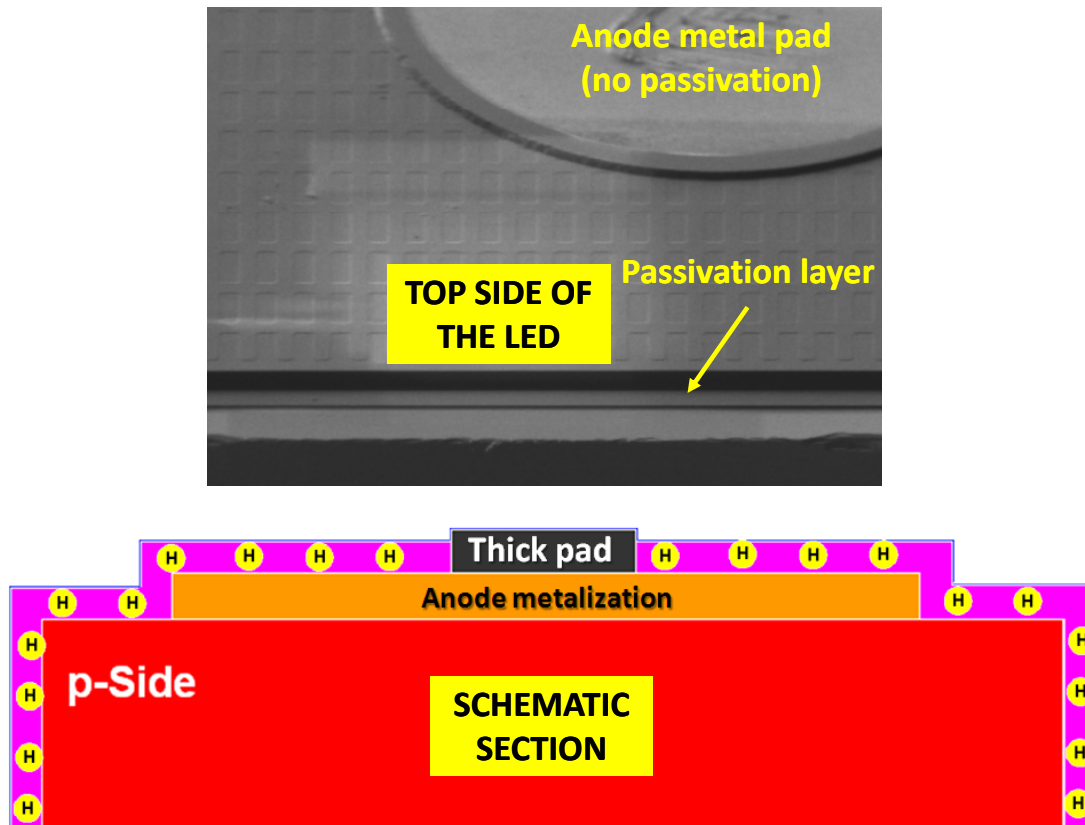 Anode metal pad
(no passivation)
Passivation layer
TOP SIDE OF
THE LED
H H H H Thick pad H H H H
Anode metalization
H H H H
H H
p-Side
H H
SCHEMATIC
SECTION
H H
H H